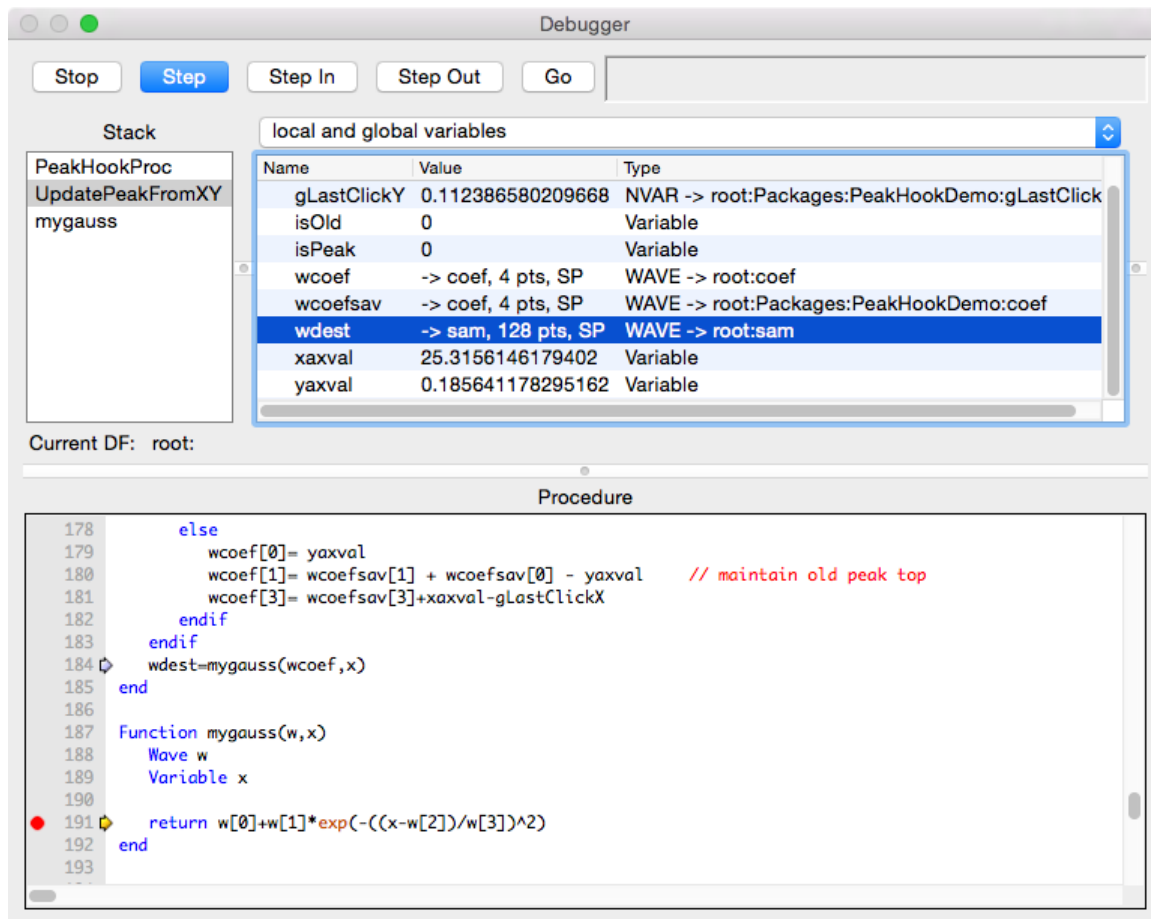 Debugger
Stop Step Step In Step Out Go
Stack local and global variables
PeakHookProc
UpdatePeakFromXY
mygauss
Name Value Type
gLastClickY 0.112386580209668 NVAR -> root:Packages:PeakHookDemo:gLastClick
isOld 0 Variable
isPeak 0 Variable
wcoef -> coef, 4 pts, SP WAVE -> root:coef
wcoefsav -> coef, 4 pts, SP WAVE -> root:Packages:PeakHookDemo:coef
wdest -> sam, 128 pts, SP WAVE -> root:sam
xaxval 25.3156146179402 Variable
yaxval 0.185641178295162 Variable
Current DF: root:
Procedure
178 else
179 wcoef[0]= yaxval
180 wcoef[1]= wcoefsav[1] + wcoefsav[0] - yaxval // maintain old peak top
181 wcoef[3]= wcoefsav[3]+xaxval-gLastClickX
182 endif
183 endif
184 wdest=mygauss(wcoef,x)
185 end
186
187 Function mygauss(w,x)
188 Wave w
189 Variable x
190
191 return w[0]+w[1]*exp(-((x-w[2])/w[3])^2)
192 end
193